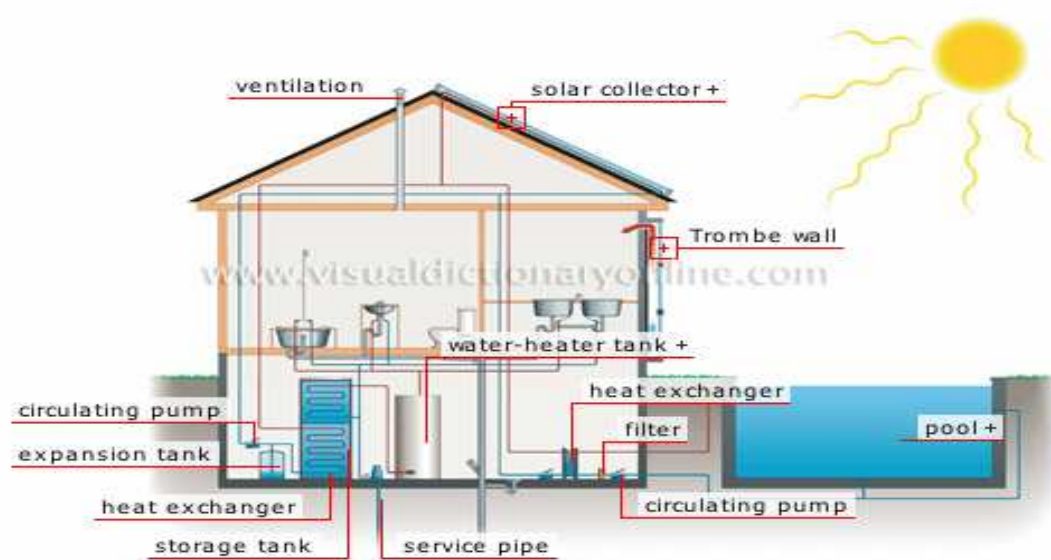 ventilation
solar collector +
+
Trombe wall
+
www.visualdictionaryonline.com
water-heater tank +
heat exchanger
circulating pump
filter
pool +
expansion tank
heat exchanger
circulating pump
storage tank
service pipe